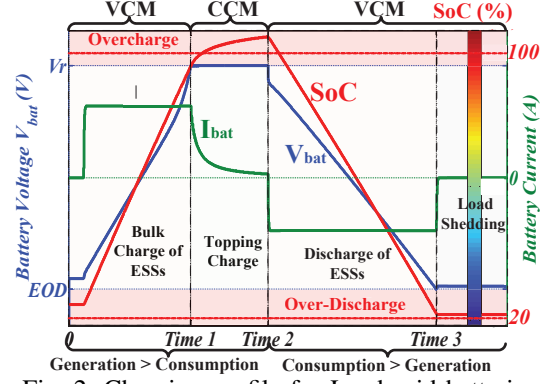 VCM CCM VCM SoC (%)
Overcharge
100
Vr
SoC
Ibat
Vbat
Battery Voltage Vbat (V)
Battery Current (A)
0
Bulk
Charge of
ESSs
Topping
Charge
Discharge of
ESSs
Load
Shedding
EOD
Over-Discharge
20
0 Time 1 Time 2 Time 3
Generation > Consumption Consumption > Generation